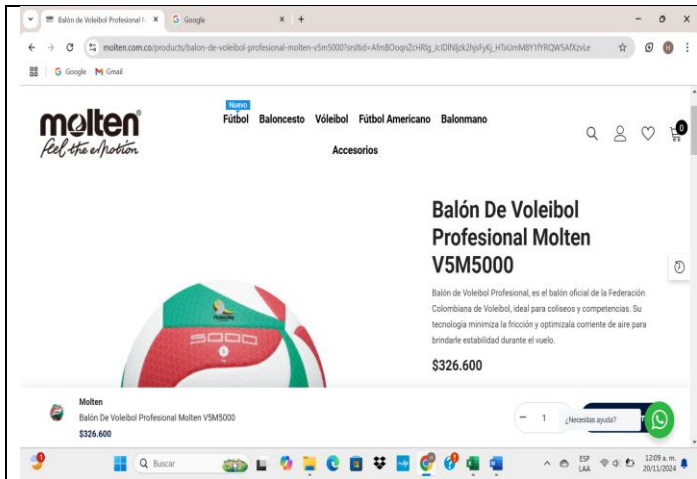 Balón de Voleibol Profesional
Google
molten.com.co/products/balon-de-voleibol-profesional-molten-v5m5000?
Google
Gmail
molten
feel the emotion
Nuevo
Fútbol Baloncesto Vóleibol Fútbol Americano Balonmano
Accesorios
0
Balón De Voleibol
Profesional Molten
V5M5000
Balón de Voleibol Profesional, es el balón oficial de la Federación
Colombiana de Voleibol, ideal para coliseos y competencias. Su
tecnología minimiza la fricción y optimizala corriente de aire para
brindarle estabilidad durante el vuelo.
$326.600
5000
Molten
Balón De Voleibol Profesional Molten V5M5000
$326.600
1
¿Necesitas ayuda?
Buscar
ESP
LAA
12:09 a. m.
20/11/2024